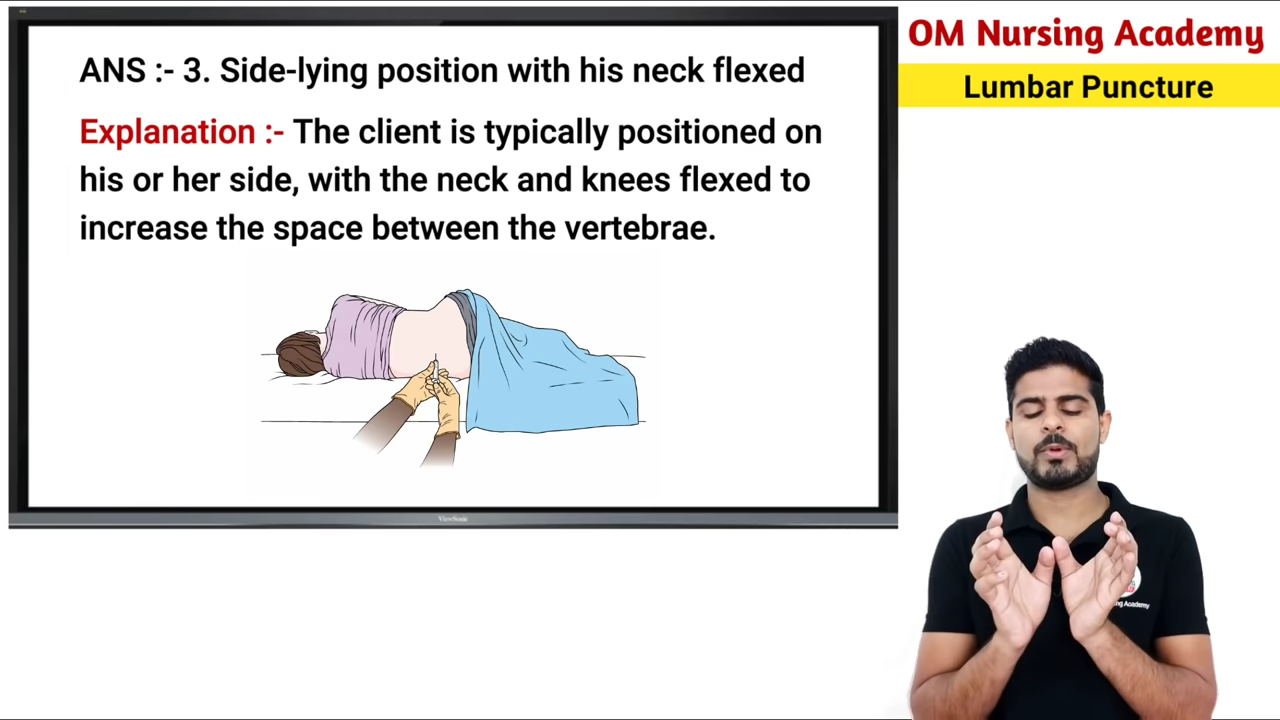 ANS :- 3. Side-lying position with his neck flexed
Explanation :- The client is typically positioned on
his or her side, with the neck and knees flexed to
increase the space between the vertebrae.
ViewSonic
OM Nursing Academy
Lumbar Puncture
Academy